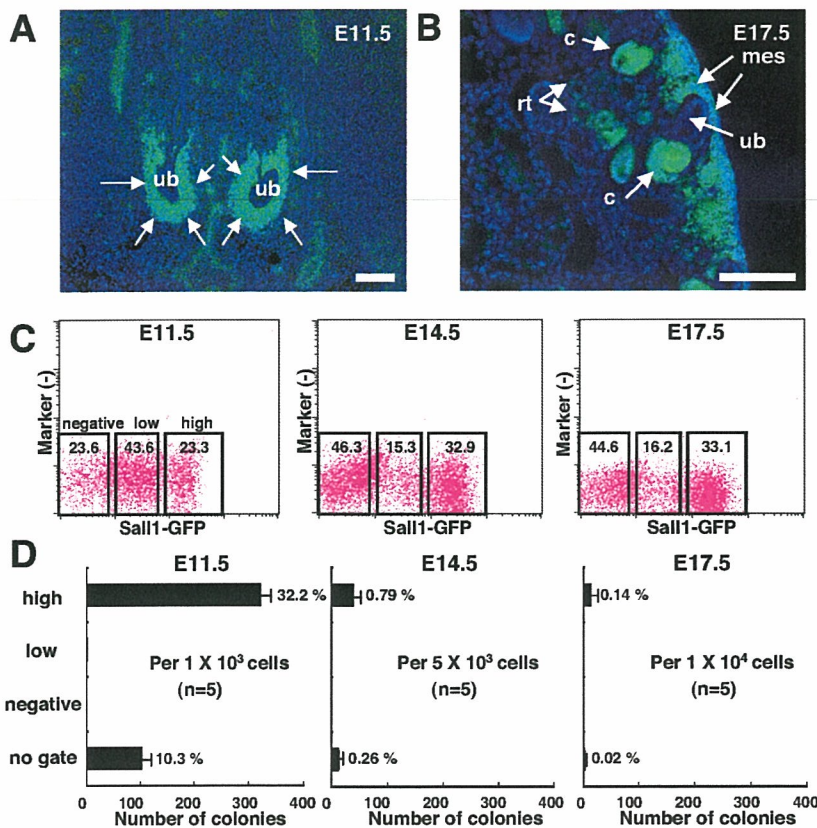 A
E11.5
ub
ub
B
E17.5
c
mes
rt
ub
c
C
E11.5
E14.5
E17.5
Marker (-)
negative low high
23.6 43.6 23.3
Sall1-GFP
Marker (-)
46.3 15.3 32.9
Sall1-GFP
Marker (-)
44.6 16.2 33.1
Sall1-GFP
D
E11.5
E14.5
E17.5
high
32.2 %
0.79 %
0.14 %
low
Per 1 X 10³ cells
(n=5)
Per 5 X 10³ cells
(n=5)
Per 1 X 10⁴ cells
(n=5)
negative
no gate
10.3 %
0.26 %
0.02 %
0 100 200 300 400
Number of colonies
0 100 200 300 400
Number of colonies
0 100 200 300 400
Number of colonies